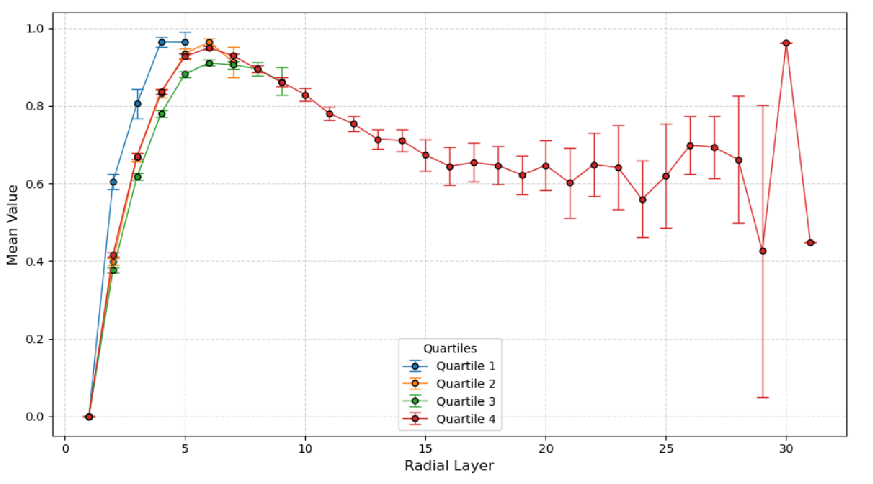 1.0
0.8
0.6
0.4
0.2
0.0
Mean Value
Quartiles
Quartile 1
Quartile 2
Quartile 3
Quartile 4
0 5 10 15 20 25 30
Radial Layer